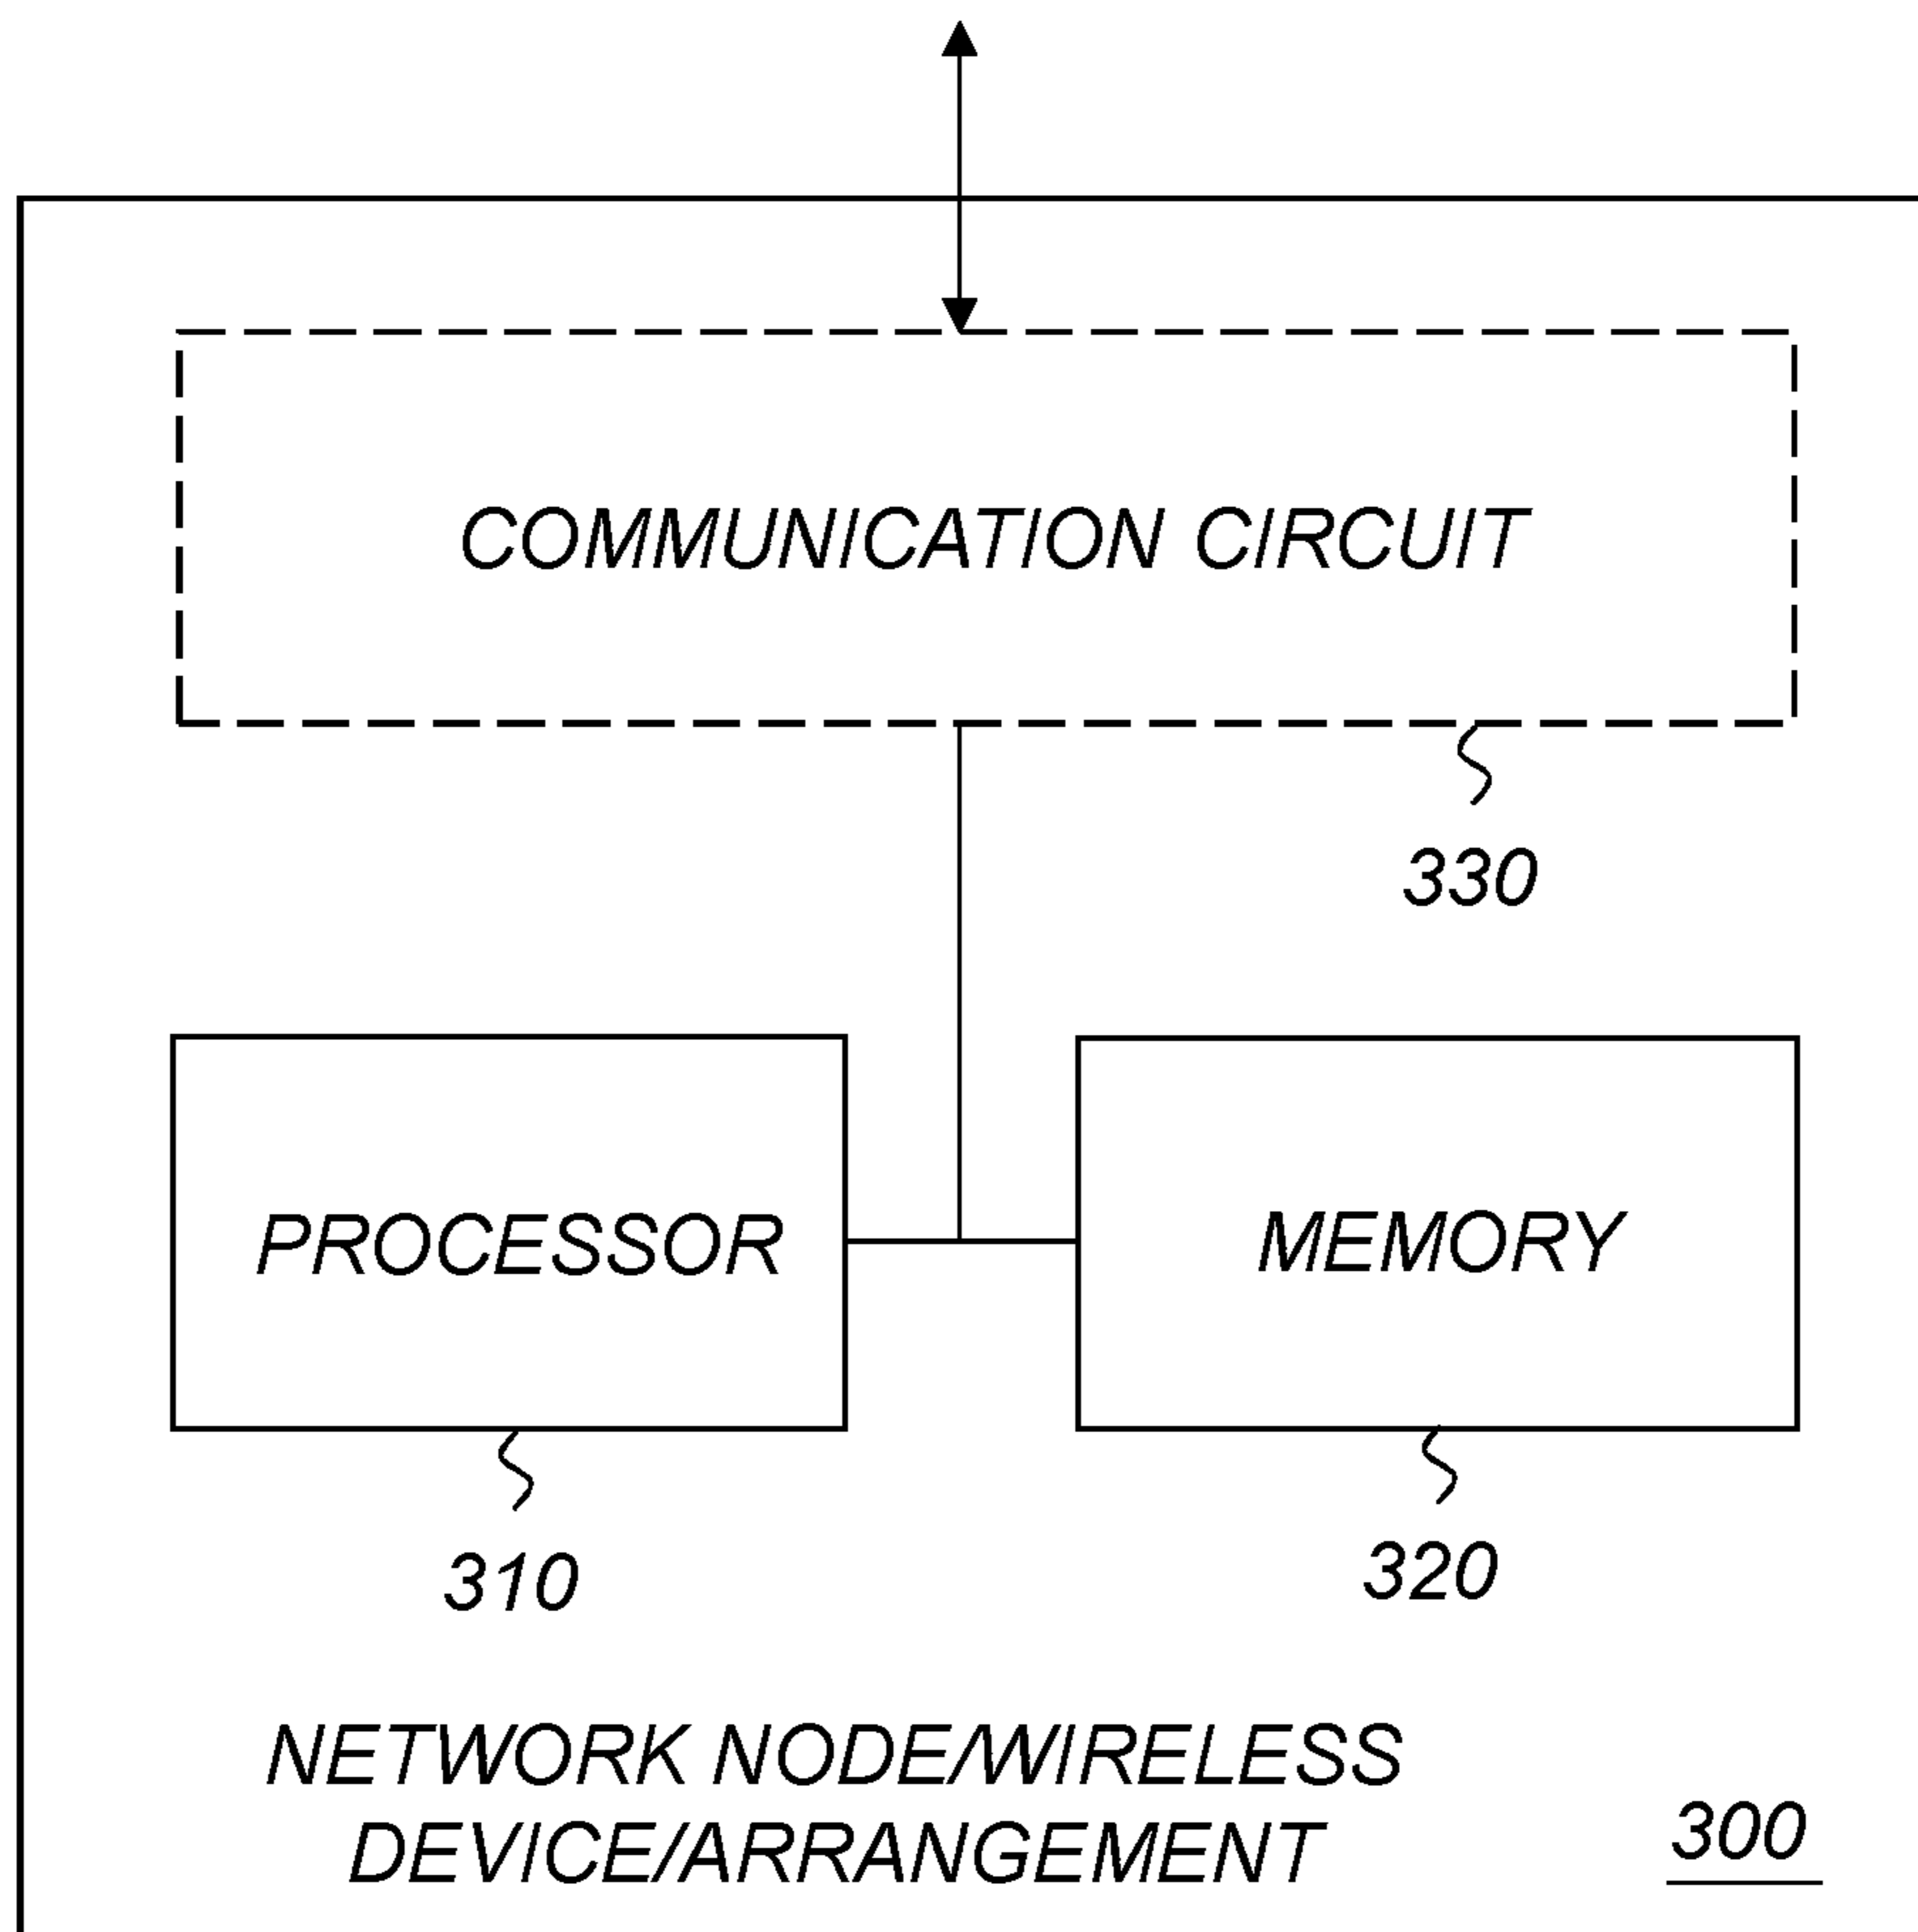 COMMUNICATION CIRCUIT
330
PROCESSOR
MEMORY
310
320
NETWORK NODE/WIRELESS
DEVICE/ARRANGEMENT
300